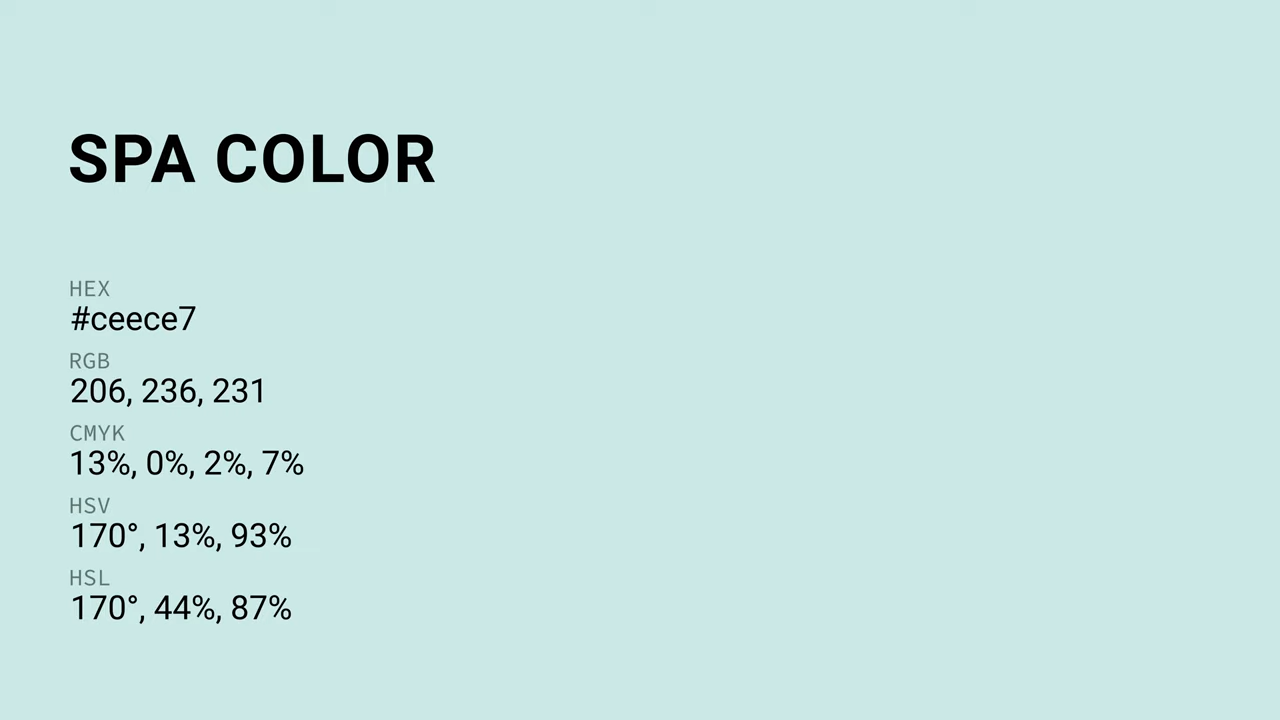 SPA COLOR
HEX
#ceece7
RGB
206, 236, 231
CMYK
13%, 0%, 2%, 7%
HSV
170°, 13%, 93%
HSL
170°, 44%, 87%